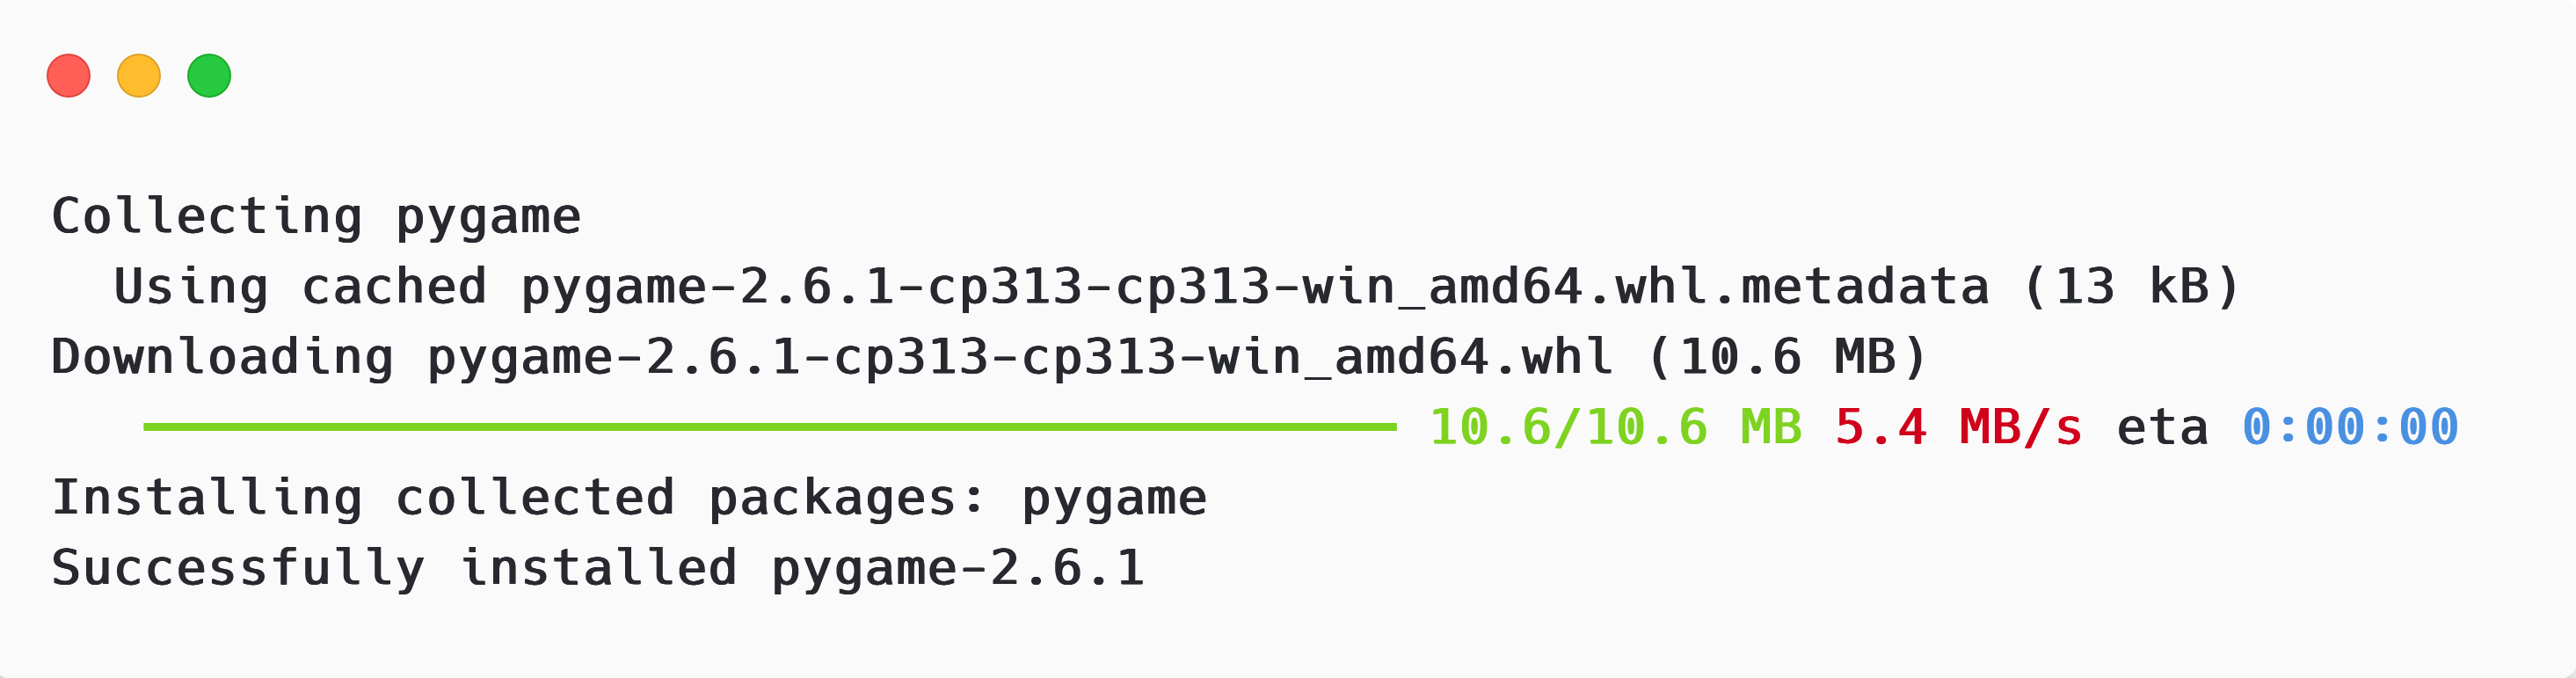 Collecting pygame
  Using cached pygame-2.6.1-cp313-cp313-win_amd64.whl.metadata (13 kB)
Downloading pygame-2.6.1-cp313-cp313-win_amd64.whl (10.6 MB)
10.6/10.6 MB 5.4 MB/s eta 0:00:00
Installing collected packages: pygame
Successfully installed pygame-2.6.1